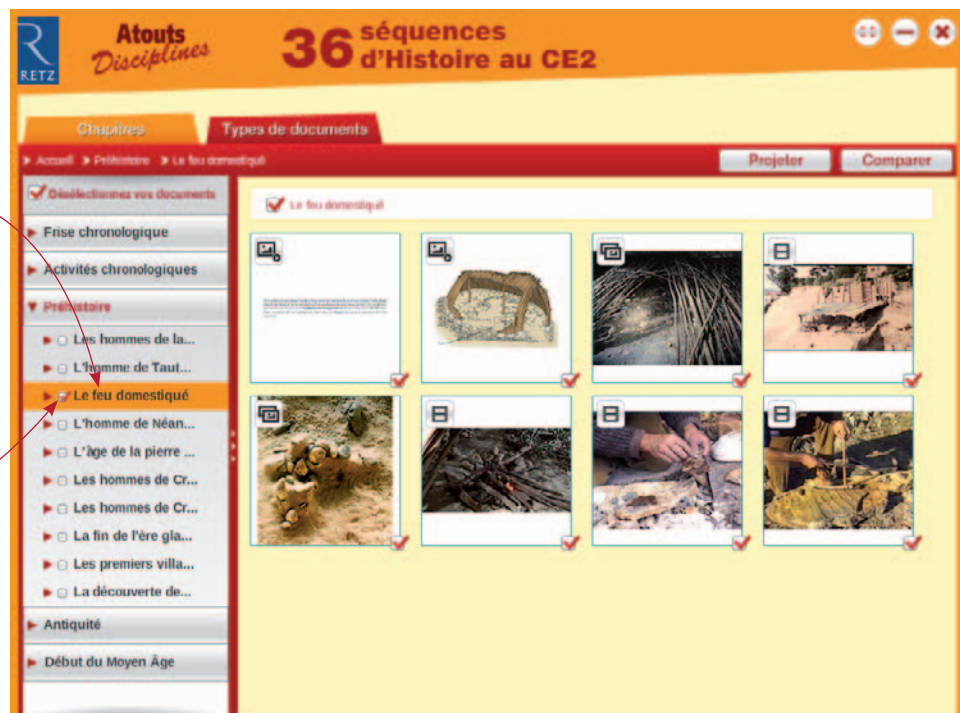 RETZ
Atouts
Disciplines
36 séquences
d'Histoire au CE2
Chapitres
Types de documents
Accueil Préhistoire Le feu domestiqué
Projeter
Comparer
Désélectionnez vos documents
Le feu domestiqué
Frise chronologique
Activités chronologiques
Préhistoire
Les hommes de la...
L'homme de Taut...
Le feu domestiqué
L'homme de Néan...
L'âge de la pierre ...
Les hommes de Cr...
Les hommes de Cr...
La fin de l'ère gla...
Les premiers villa...
La découverte de...
Antiquité
Début du Moyen Âge